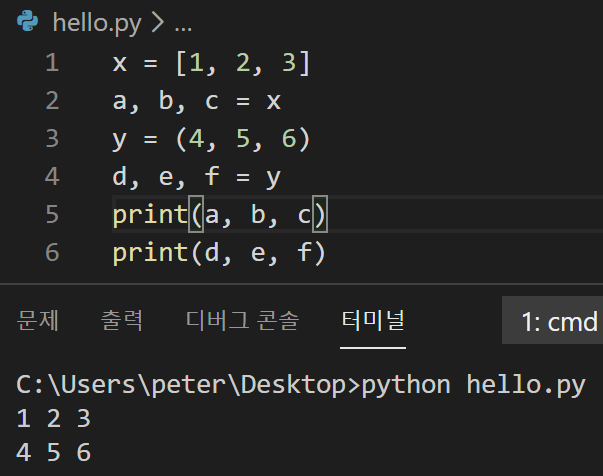 hello.py > ...
1 x = [1, 2, 3]
2 a, b, c = x
3 y = (4, 5, 6)
4 d, e, f = y
5 print(a, b, c)
6 print(d, e, f)
문제 출력 디버그 콘솔 터미널 1: cmd
C:\Users\peter\Desktop>python hello.py
1 2 3
4 5 6